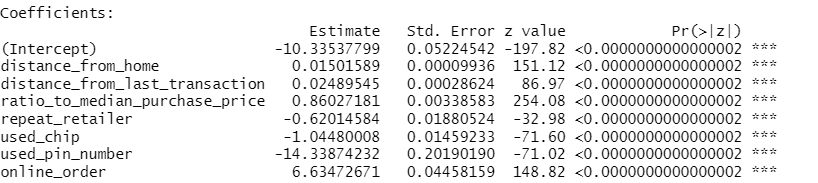 Coefficients:
Estimate Std. Error z value Pr(>|z|)
(Intercept) -10.33537799 0.05224542 -197.82 <0.0000000000000002 ***
distance_from_home 0.01501589 0.00009936 151.12 <0.0000000000000002 ***
distance_from_last_transaction 0.02489545 0.00028624 86.97 <0.0000000000000002 ***
ratio_to_median_purchase_price 0.86027181 0.00338583 254.08 <0.0000000000000002 ***
repeat_retailer -0.62014584 0.01880524 -32.98 <0.0000000000000002 ***
used_chip -1.04480008 0.01459233 -71.60 <0.0000000000000002 ***
used_pin_number -14.33874232 0.20190190 -71.02 <0.0000000000000002 ***
online_order 6.63472671 0.04458159 148.82 <0.0000000000000002 ***